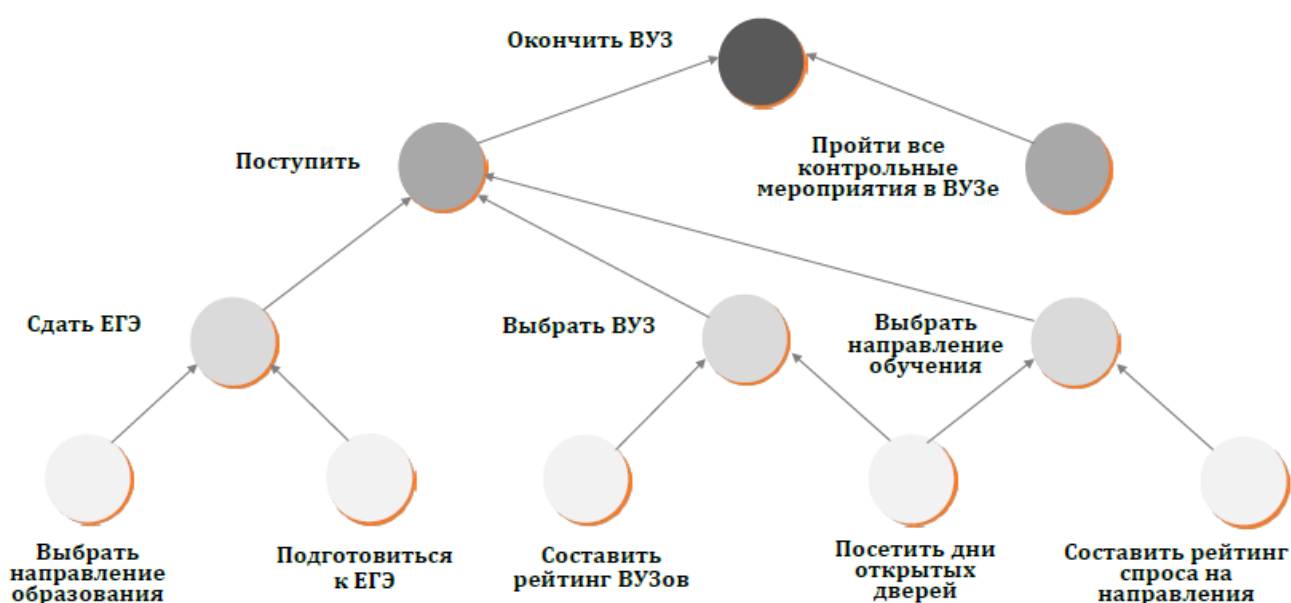 Окончить ВУЗ
Поступить
Пройти все
контрольные
мероприятия в ВУЗе
Сдать ЕГЭ
Выбрать ВУЗ
Выбрать
направление
обучения
Выбрать
направление
образования
Подготовиться
к ЕГЭ
Составить
рейтинг ВУЗов
Посетить дни
открытых
дверей
Составить рейтинг
спроса на
направления